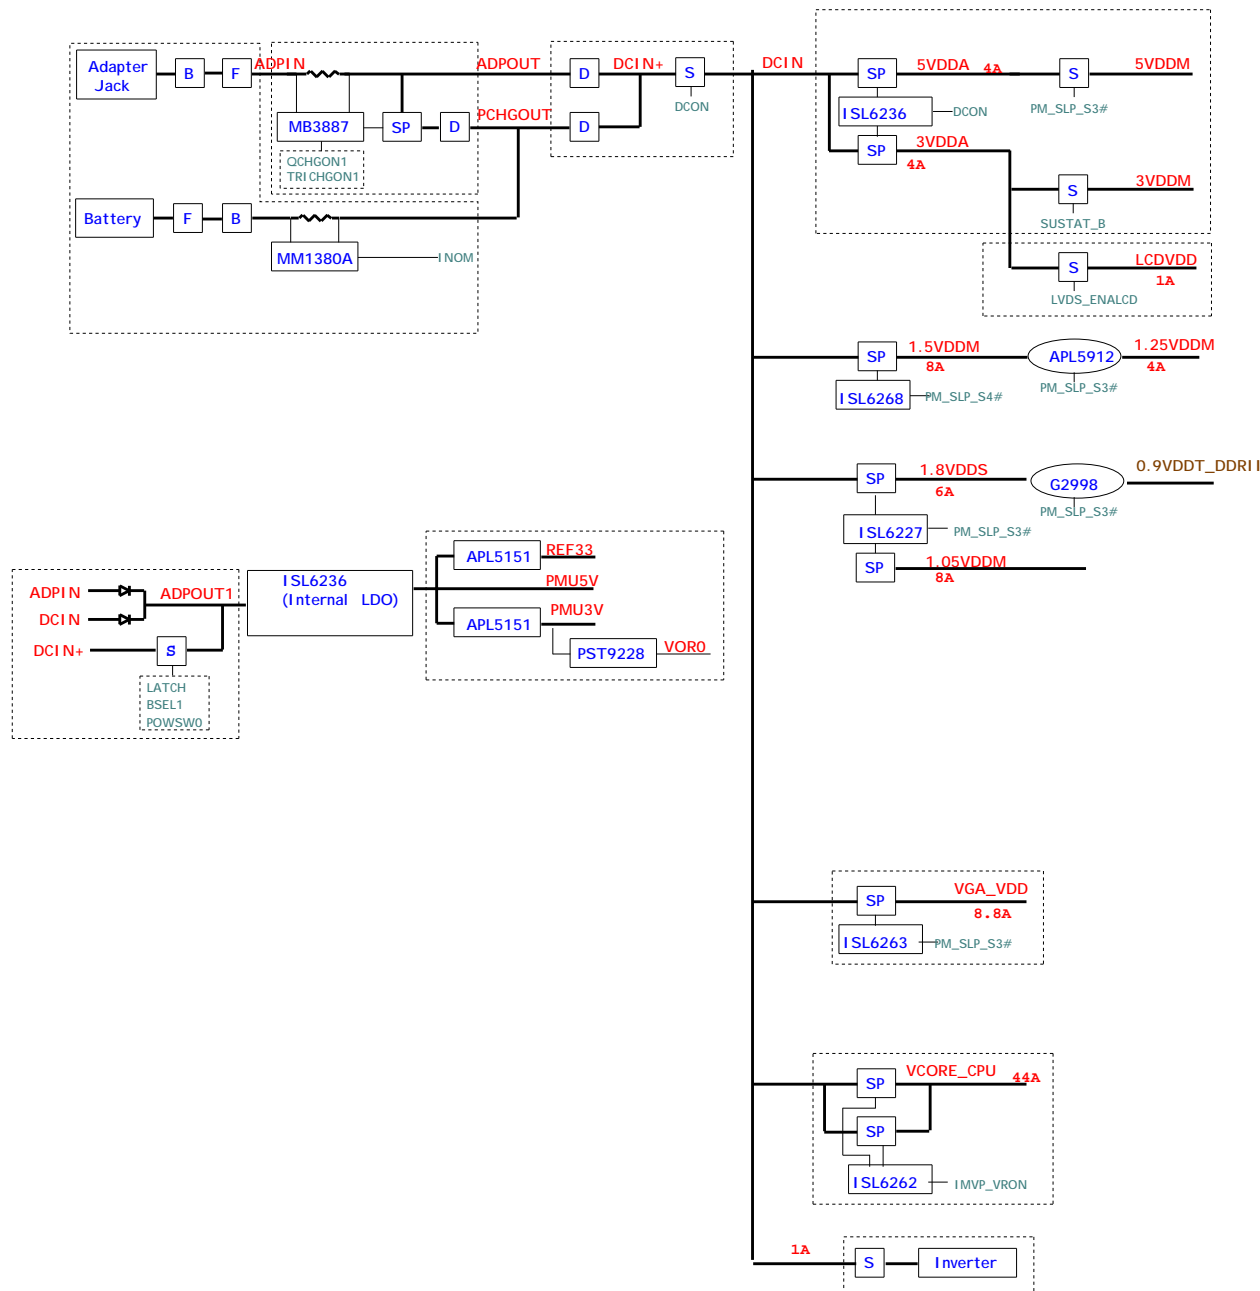 Adapter
Jack
B
F
ADPIN
ADPOUT
D
DCIN+
S
DCON
DCIN
MB3887
SP
D
PCHGOUT
D
QCHGON1
TRICHGON1
Battery
F
B
MM1380A
INOM
SP
5VDDA
4A
S
5VDDM
PM_SLP_S3#
ISL6236
DCON
SP
3VDDA
4A
S
3VDDM
SUSTAT_B
S
LCDVDD
1A
LVDS_ENALCD
SP
1.5VDDM
8A
APL5912
1.25VDDM
4A
PM_SLP_S3#
ISL6268
PM_SLP_S4#
SP
1.8VDDS
6A
G2998
0.9VDDT_DDRII
PM_SLP_S3#
ISL6227
PM_SLP_S3#
SP
1.05VDDM
8A
ADPIN
DCIN
DCIN+
ADPOUT1
S
LATCH
BSEL1
POWSW0
ISL6236
(Internal LDO)
APL5151
REF33
PMU5V
APL5151
PMU3V
PST9228
VOR0
SP
VGA_VDD
8.8A
ISL6263
PM_SLP_S3#
SP
VCORE_CPU
44A
SP
ISL6262
IMVP_VRON
1A
S
Inverter